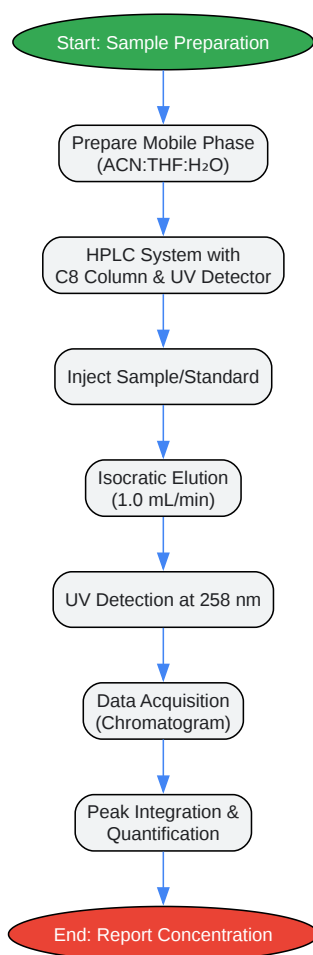 Start: Sample Preparation
Prepare Mobile Phase
(ACN:THF:H₂O)
HPLC System with
C8 Column & UV Detector
Inject Sample/Standard
Isocratic Elution
(1.0 mL/min)
UV Detection at 258 nm
Data Acquisition
(Chromatogram)
Peak Integration &
Quantification
End: Report Concentration